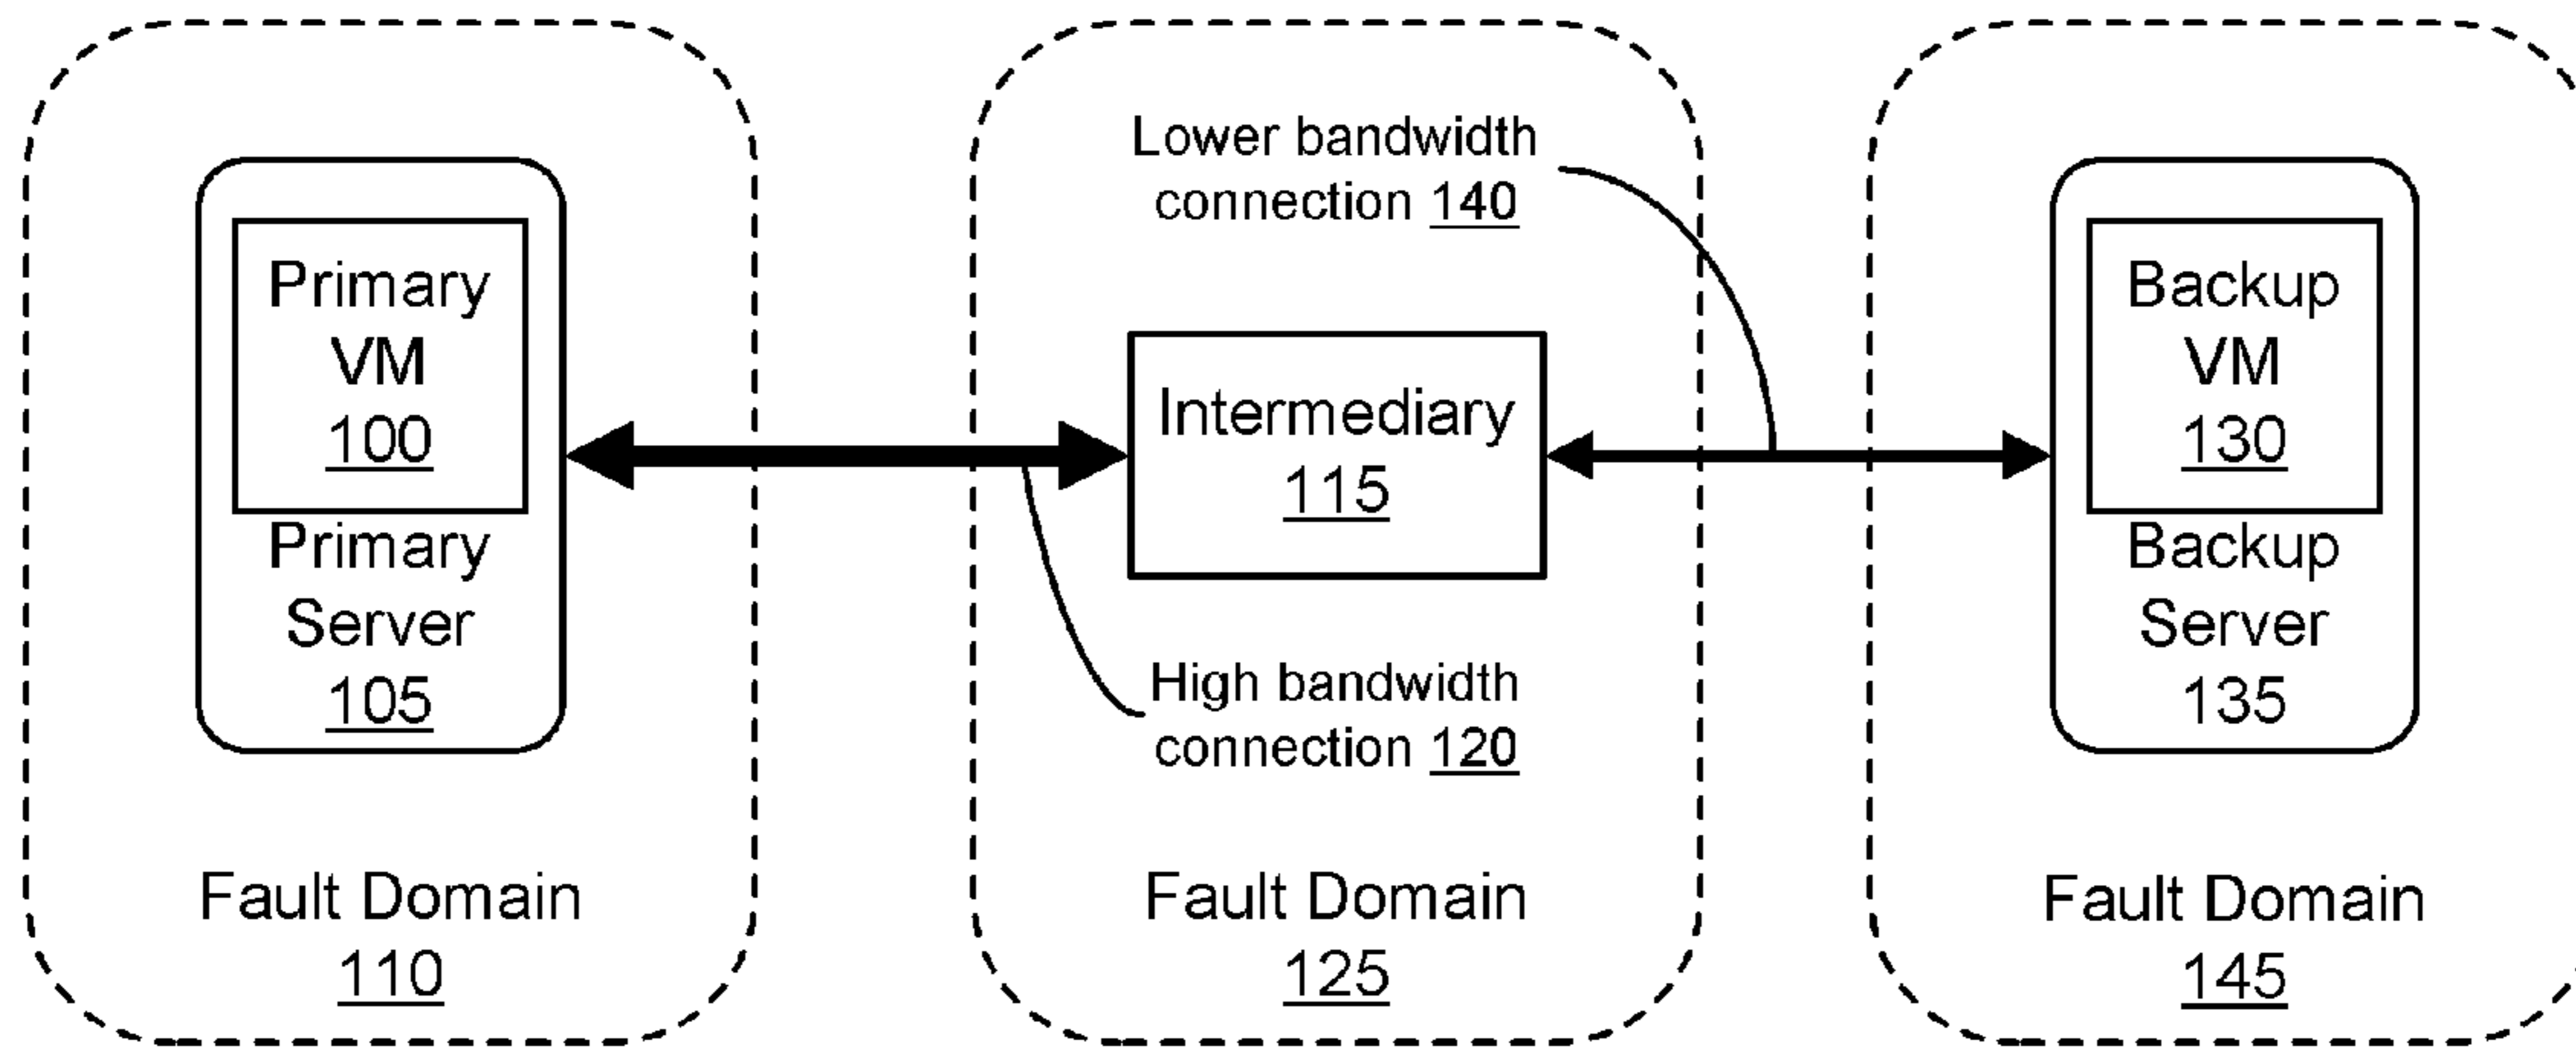 Primary
VM
100
Primary
Server
105
Fault Domain
110
Lower bandwidth
connection 140
Intermediary
115
High bandwidth
connection 120
Fault Domain
125
Backup
VM
130
Backup
Server
135
Fault Domain
145